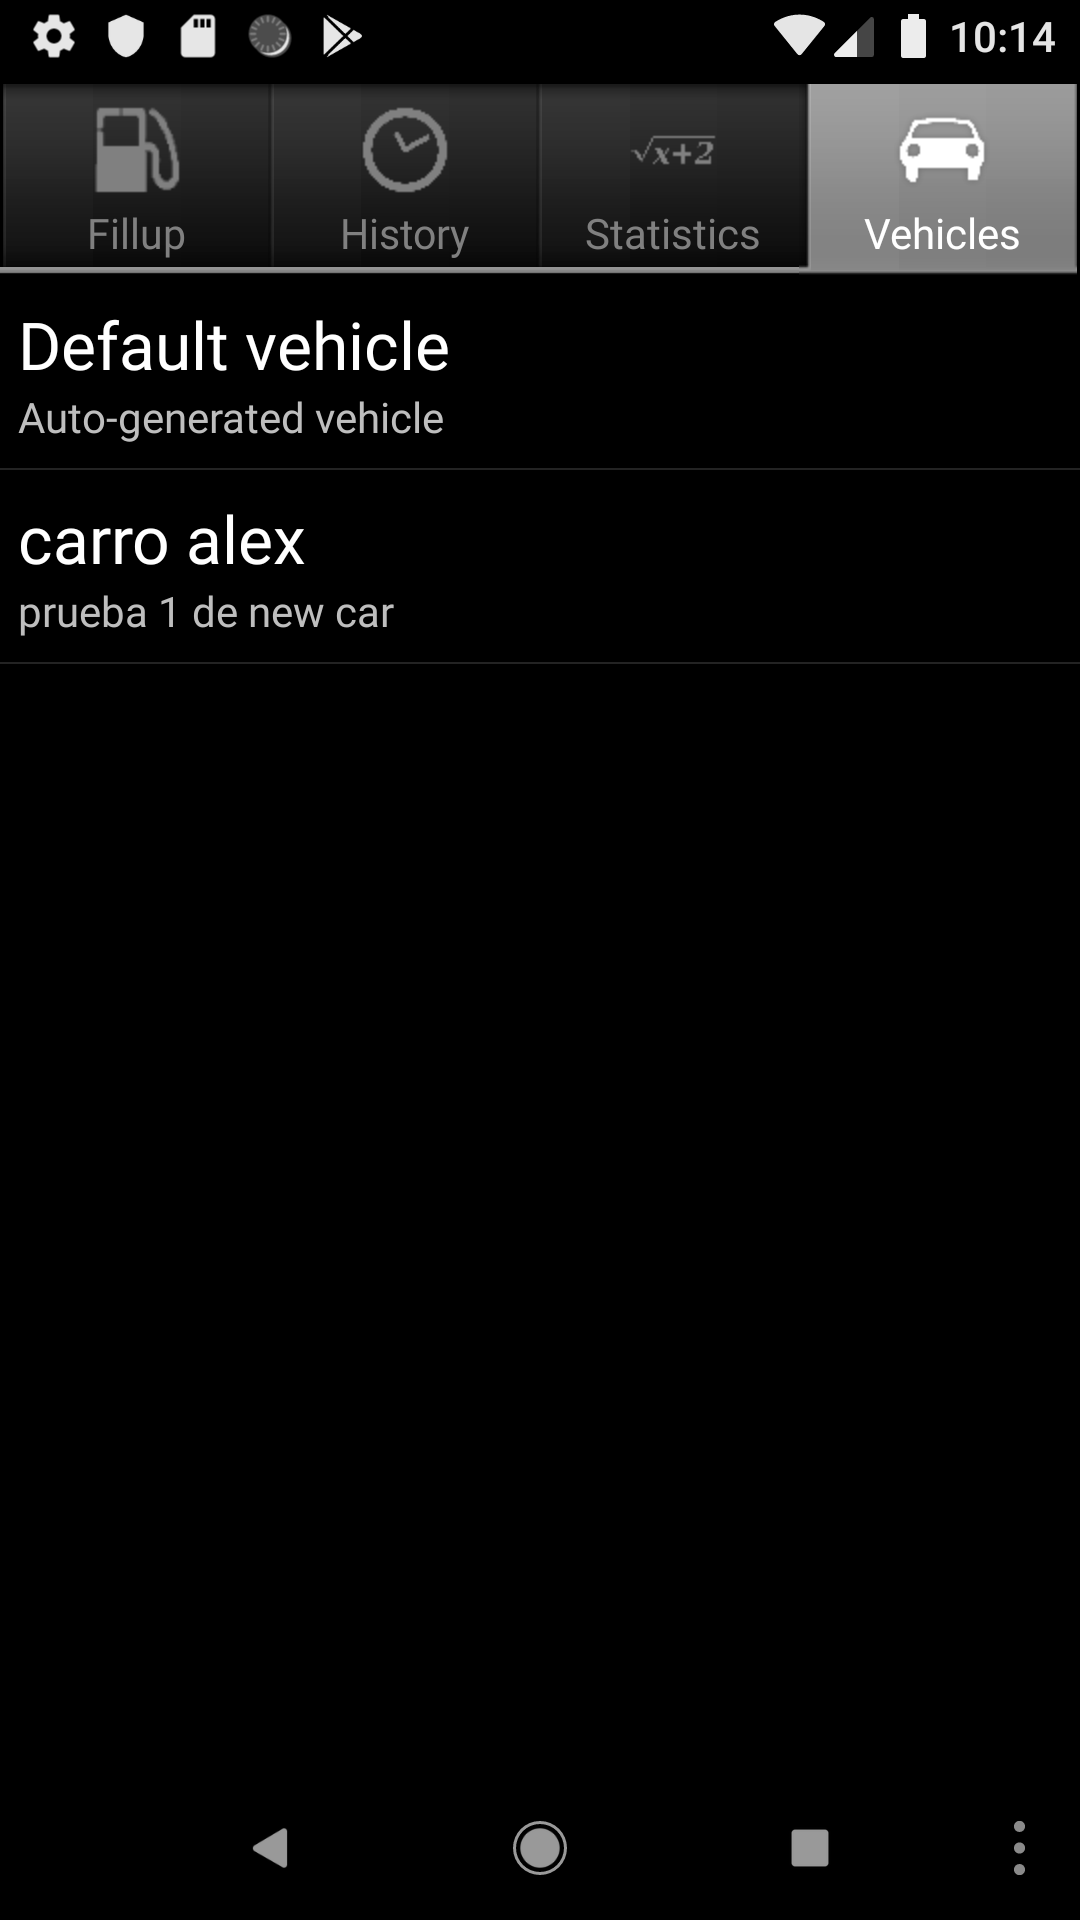 10:14
Fillup
History
√x+2
Statistics
Vehicles
Default vehicle
Auto-generated vehicle
carro alex
prueba 1 de new car